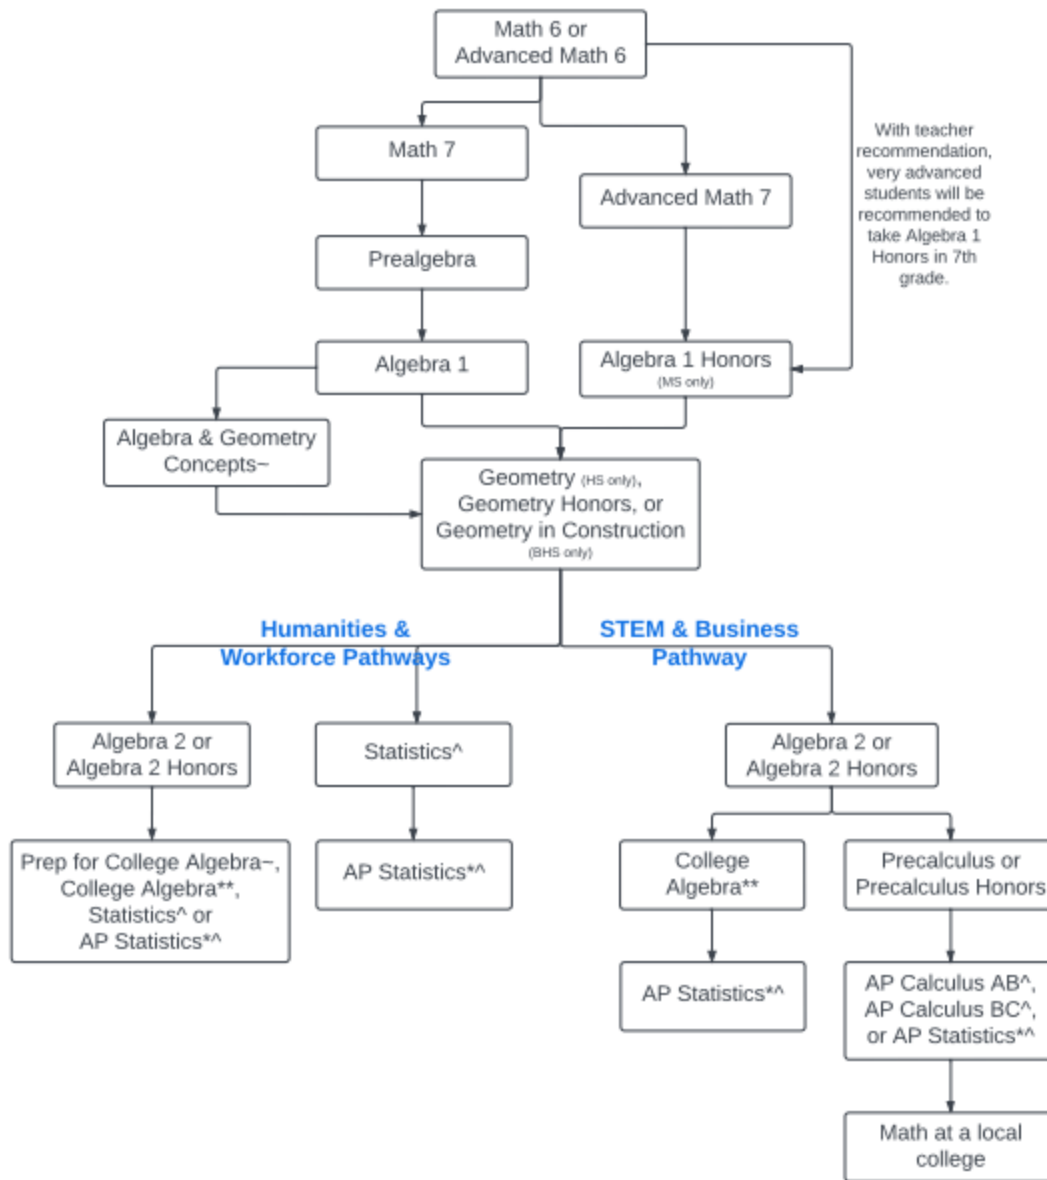 Math 6 or
Advanced Math 6
With teacher
recommendation,
very advanced
students will be
recommended to
take Algebra 1
Honors in 7th
grade.
Math 7
Advanced Math 7
Prealgebra
Algebra 1
Algebra 1 Honors
(MS only)
Algebra & Geometry
Concepts~
Geometry (HS only),
Geometry Honors, or
Geometry in Construction
(BHS only)
Humanities &
Workforce Pathways
STEM & Business
Pathway
Algebra 2 or
Algebra 2 Honors
Statistics^
Algebra 2 or
Algebra 2 Honors
Prep for College Algebra~,
College Algebra**,
Statistics^ or
AP Statistics*^
AP Statistics*^
College
Algebra**
Precalculus or
Precalculus Honors
AP Statistics*^
AP Calculus AB^,
AP Calculus BC^,
or AP Statistics*^
Math at a local
college